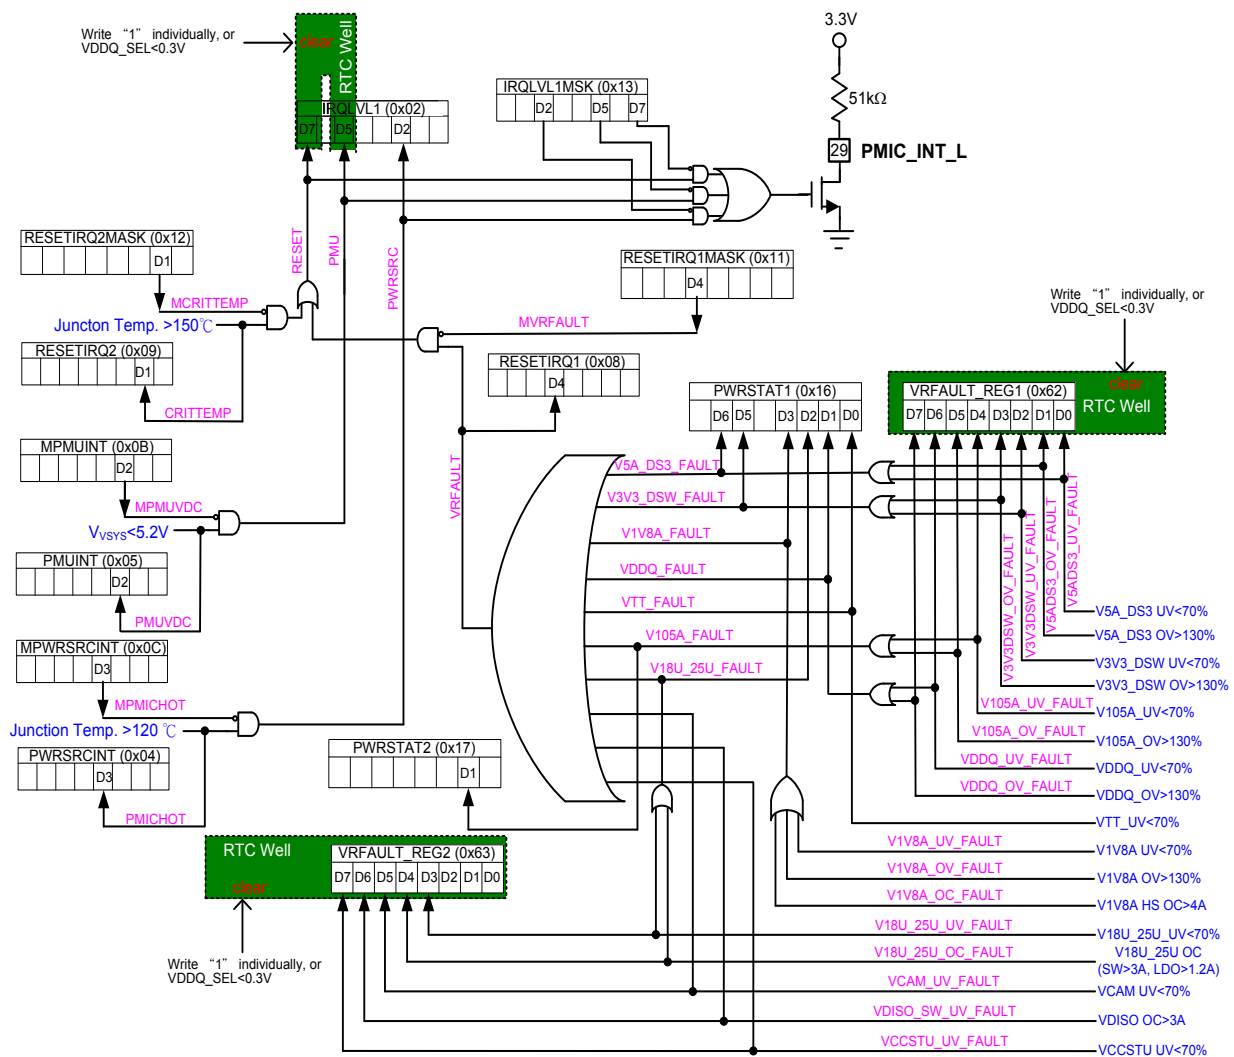 3.3V
Write “1” individually, or
VDDQ_SEL<0.3V
clear
RTC Well
IRQLVL1 (0x02)
D7
D5
D2
IRQLVL1MSK (0x13)
D2
D5
D7
51kΩ
29
PMIC_INT_L
RESETIRQ2MASK (0x12)
D1
MCRITTEMP
Juncton Temp. >150℃
RESETIRQ2 (0x09)
D1
CRITTEMP
RESET
PMU
PWRSRC
RESETIRQ1MASK (0x11)
D4
MVRFAULT
RESETIRQ1 (0x08)
D4
VRFAULT
Write “1” individually, or
VDDQ_SEL<0.3V
clear
RTC Well
PWRSTAT1 (0x16)
D6
D5
D3
D2
D1
D0
VRFAULT_REG1 (0x62)
D7
D6
D5
D4
D3
D2
D1
D0
MPMUINT (0x0B)
D2
MPMUVDC
VVSYS<5.2V
PMUINT (0x05)
D2
PMUVDC
MPWRSRCINT (0x0C)
D3
MPMICHOT
Junction Temp. >120 ℃
PWRSRCINT (0x04)
D3
PMICHOT
V5A_DS3_FAULT
V3V3_DSW_FAULT
V1V8A_FAULT
VDDQ_FAULT
VTT_FAULT
V105A_FAULT
V18U_25U_FAULT
V3V3DSW_OV_FAULT
V3V3DSW_UV_FAULT
V5ADS3_OV_FAULT
V5ADS3_UV_FAULT
V5A_DS3 UV<70%
V5A_DS3 OV>130%
V3V3_DSW UV<70%
V3V3_DSW OV>130%
V105A_UV_FAULT
V105A_UV<70%
V105A_OV_FAULT
V105A_OV>130%
VDDQ_UV_FAULT
VDDQ_UV<70%
VDDQ_OV_FAULT
VDDQ_OV>130%
VTT_UV<70%
V1V8A_UV_FAULT
V1V8A UV<70%
V1V8A_OV_FAULT
V1V8A OV>130%
V1V8A_OC_FAULT
V1V8A HS OC>4A
V18U_25U_UV_FAULT
V18U_25U_UV<70%
V18U_25U_OC_FAULT
V18U_25U OC
(SW>3A, LDO>1.2A)
VCAM_UV_FAULT
VCAM UV<70%
VDISO_SW_UV_FAULT
VDISO OC>3A
VCCSTU_UV_FAULT
VCCSTU UV<70%
PWRSTAT2 (0x17)
D1
RTC Well
clear
VRFAULT_REG2 (0x63)
D7
D6
D5
D4
D3
D2
D1
D0
Write “1” individually, or
VDDQ_SEL<0.3V